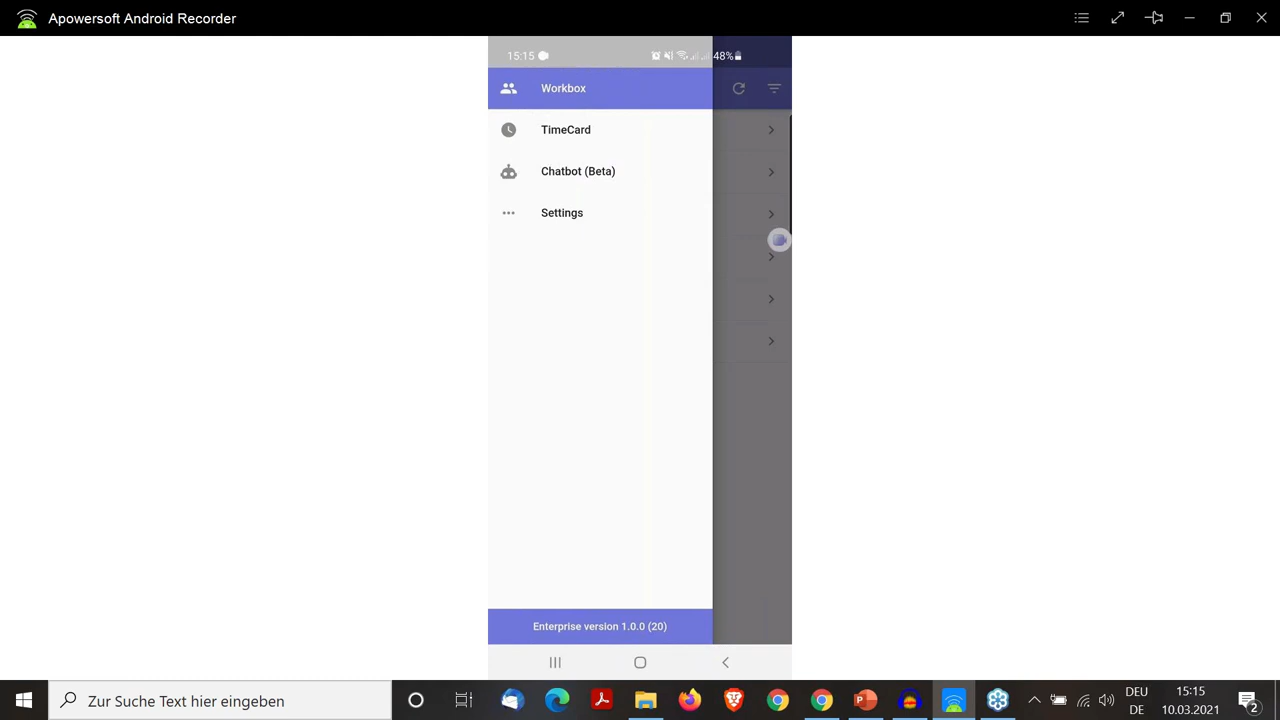 Apowersoft Android Recorder
15:15
48%
Workbox
TimeCard
Chatbot (Beta)
Settings
Enterprise version 1.0.0 (20)
Zur Suche Text hier eingeben
DEU
DE
15:15
10.03.2021
2